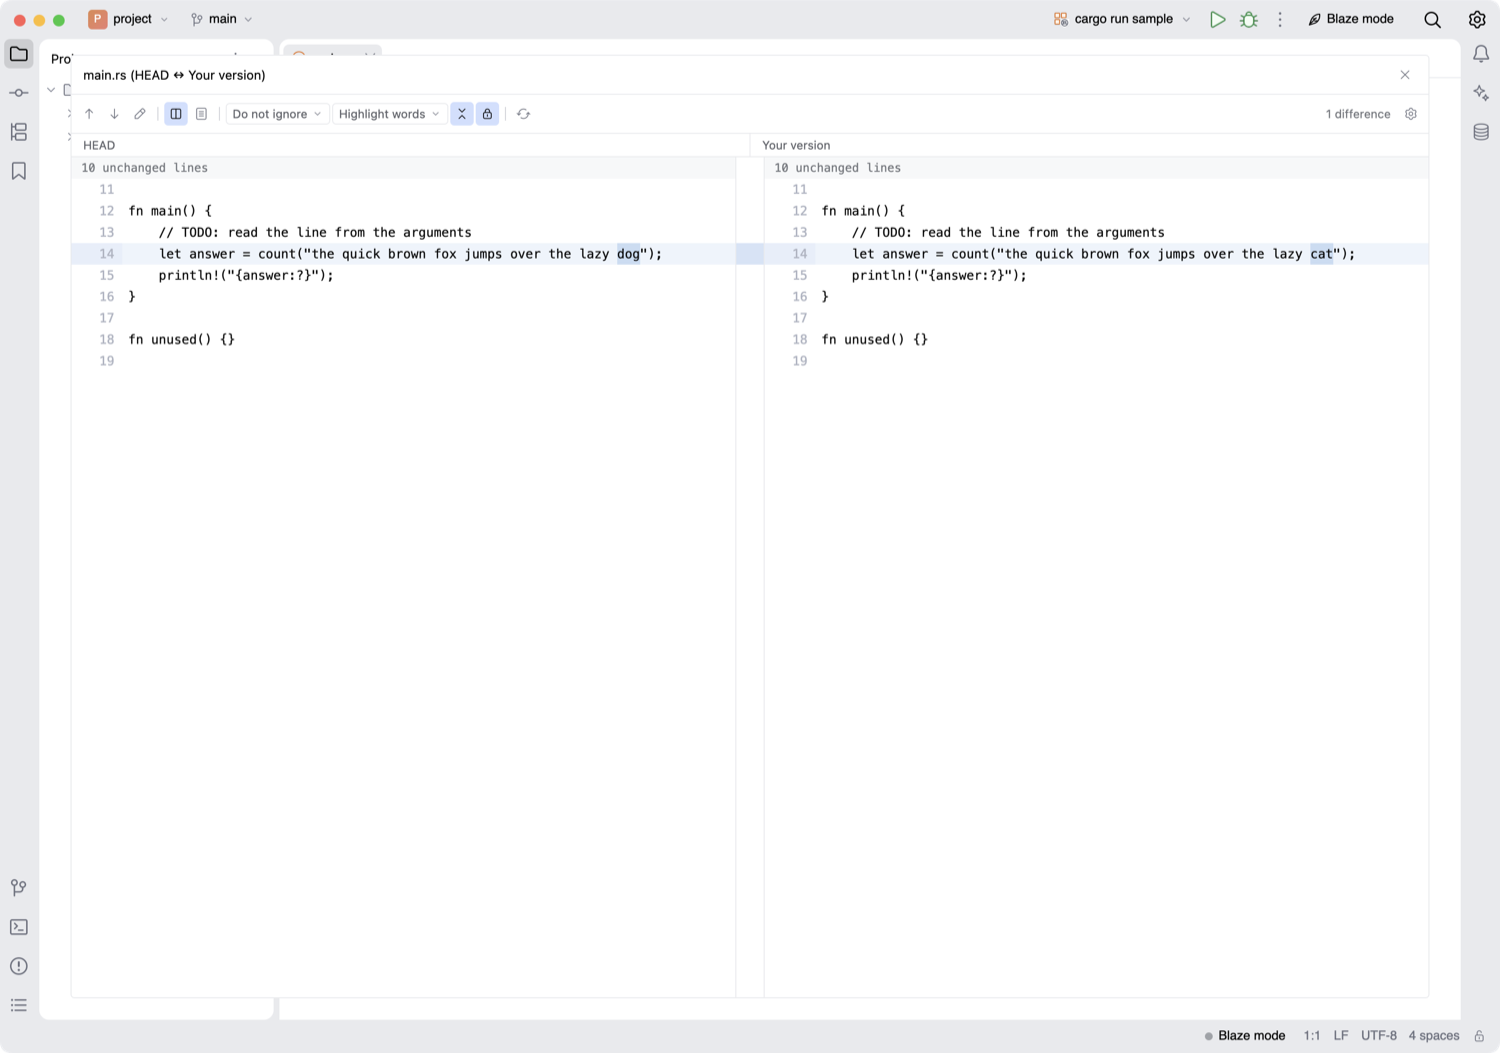 P project main cargo run sample Blaze mode
main.rs (HEAD ↔ Your version)
Do not ignore Highlight words 1 difference
HEAD
10 unchanged lines
11
12 fn main() {
13     // TODO: read the line from the arguments
14     let answer = count("the quick brown fox jumps over the lazy dog");
15     println!("{answer:?}");
16 }
17
18 fn unused() {}
19
Your version
10 unchanged lines
11
12 fn main() {
13     // TODO: read the line from the arguments
14     let answer = count("the quick brown fox jumps over the lazy cat");
15     println!("{answer:?}");
16 }
17
18 fn unused() {}
19
Blaze mode 1:1 LF UTF-8 4 spaces